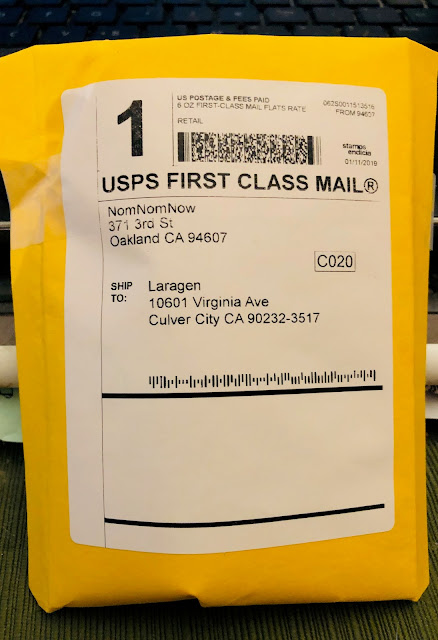 1
US POSTAGE & FEES PAID
6 OZ FIRST-CLASS MAIL FLATS RATE
RETAIL
062S0011513516
FROM 94607
stamps
endicia
01/11/2019
USPS FIRST CLASS MAIL®
NomNomNow
371 3rd St
Oakland CA 94607
C020
SHIP
TO:
Laragen
10601 Virginia Ave
Culver City CA 90232-3517